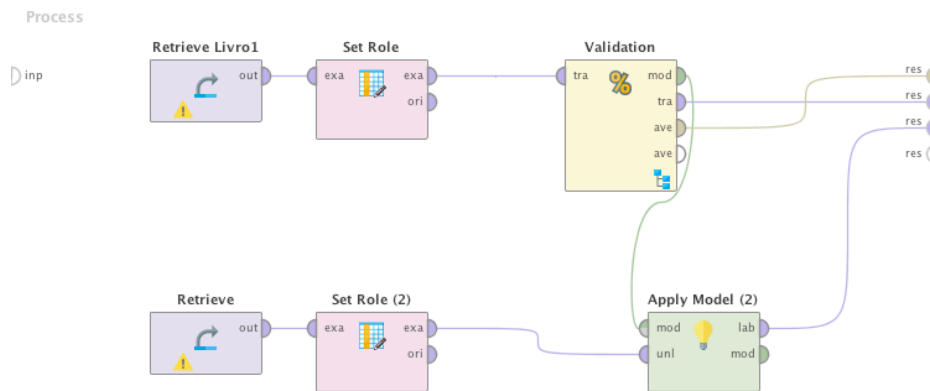 Process
inp
Retrieve Livro1
out
Set Role
exa
exa
ori
Validation
tra
%
mod
tra
ave
ave
res
res
res
res
Retrieve
out
Set Role (2)
exa
exa
ori
Apply Model (2)
mod
unl
lab
mod